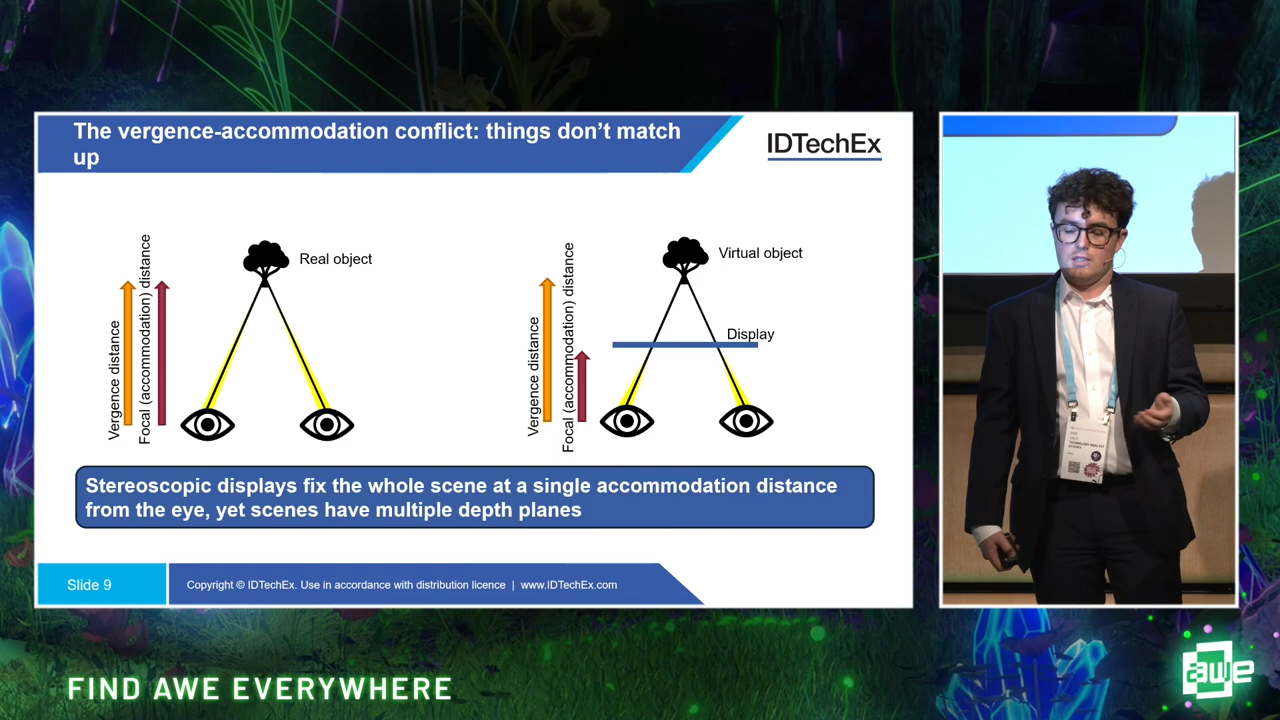 The vergence-accommodation conflict: things don't match
up
IDTechEx
Vergence distance
Focal (accommodation) distance
Real object
Vergence distance
Focal (accommodation) distance
Virtual object
Display
Stereoscopic displays fix the whole scene at a single accommodation distance
from the eye, yet scenes have multiple depth planes
Slide 9
Copyright © IDTechEx. Use in accordance with distribution licence | www.IDTechEx.com
TECHNOLOGY ANALYST
FIND AWE EVERYWHERE
awe